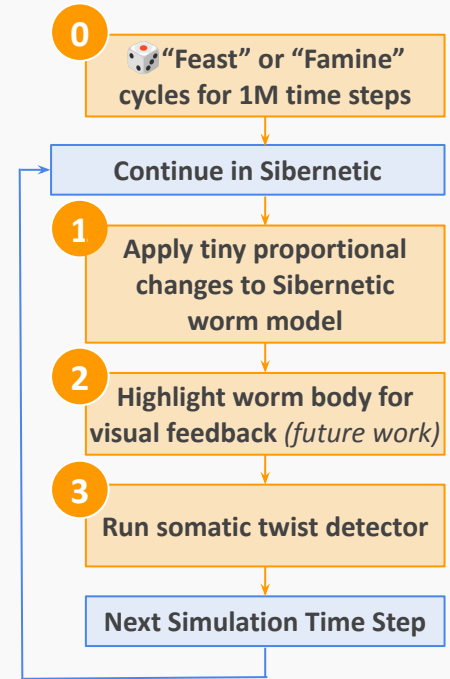 0
“Feast” or “Famine”
cycles for 1M time steps
Continue in Sibernetic
1
Apply tiny proportional
changes to Sibernetic
worm model
2
Highlight worm body for
visual feedback (future work)
3
Run somatic twist detector
Next Simulation Time Step